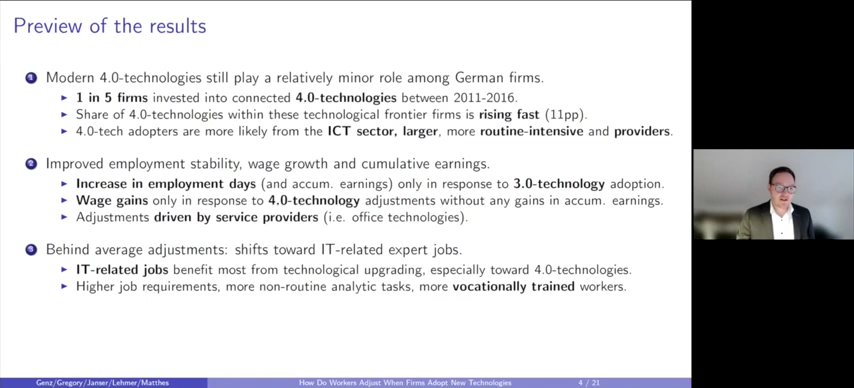 Preview of the results
1 Modern 4.0-technologies still play a relatively minor role among German firms.
▶ 1 in 5 firms invested into connected 4.0-technologies between 2011-2016.
▶ Share of 4.0-technologies within these technological frontier firms is rising fast (11pp).
▶ 4.0-tech adopters are more likely from the ICT sector, larger, more routine-intensive and providers.
2 Improved employment stability, wage growth and cumulative earnings.
▶ Increase in employment days (and accum. earnings) only in response to 3.0-technology adoption.
▶ Wage gains only in response to 4.0-technology adjustments without any gains in accum. earnings.
▶ Adjustments driven by service providers (i.e. office technologies).
3 Behind average adjustments: shifts toward IT-related expert jobs.
▶ IT-related jobs benefit most from technological upgrading, especially toward 4.0-technologies.
▶ Higher job requirements, more non-routine analytic tasks, more vocationally trained workers.
Genz/Gregory/Janser/Lehmer/Matthes How Do Workers Adjust When Firms Adopt New Technologies 4 / 21